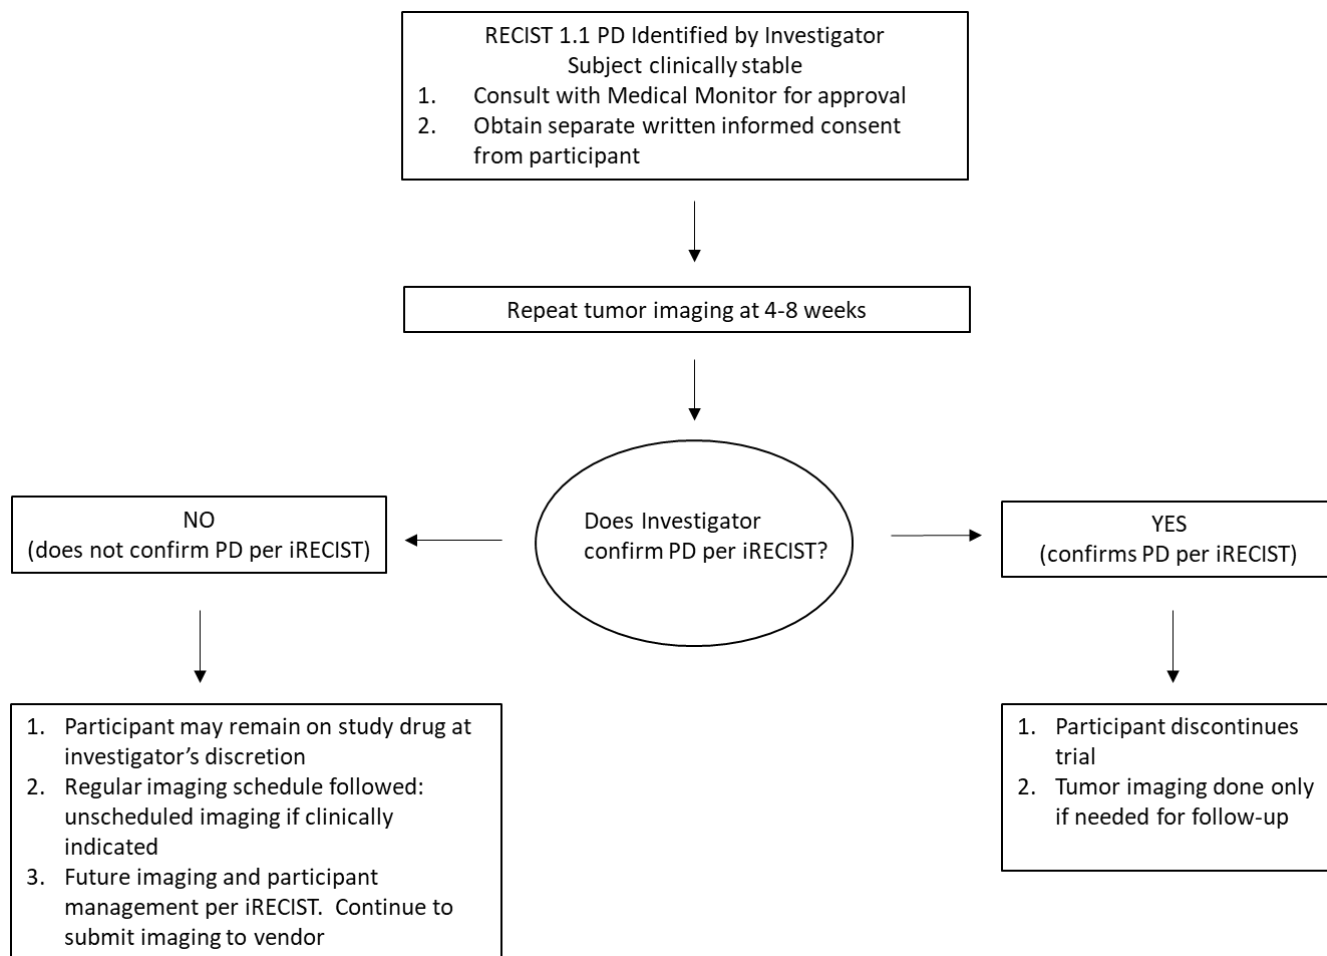 RECIST 1.1 PD Identified by Investigator
Subject clinically stable
1. Consult with Medical Monitor for approval
2. Obtain separate written informed consent
from participant
Repeat tumor imaging at 4-8 weeks
Does Investigator
confirm PD per iRECIST?
NO
(does not confirm PD per iRECIST)
YES
(confirms PD per iRECIST)
1. Participant may remain on study drug at
investigator’s discretion
2. Regular imaging schedule followed:
unscheduled imaging if clinically
indicated
3. Future imaging and participant
management per iRECIST.  Continue to
submit imaging to vendor
1. Participant discontinues
trial
2. Tumor imaging done only
if needed for follow-up